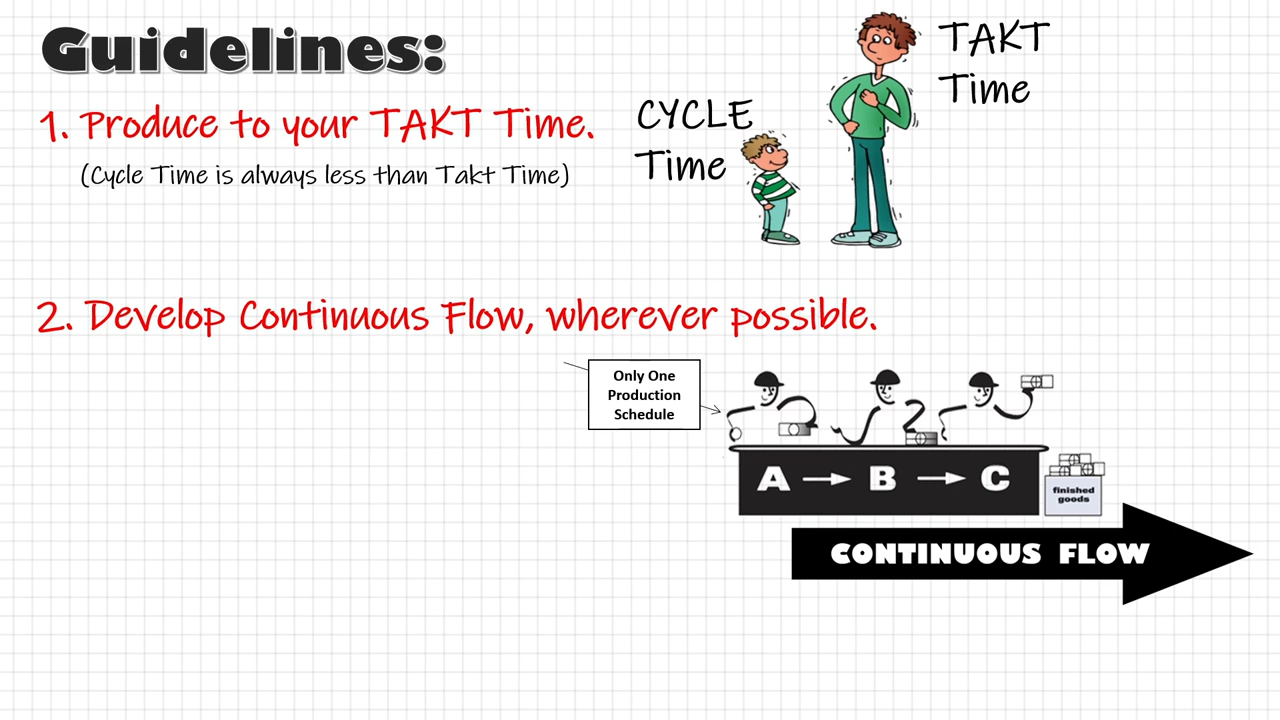 Guidelines:
1. Produce to your TAKT Time.
(Cycle Time is always less than Takt Time)
CYCLE
Time
TAKT
Time
2. Develop Continuous Flow, wherever possible.
Only One
Production
Schedule
A → B → C
finished
goods
CONTINUOUS FLOW